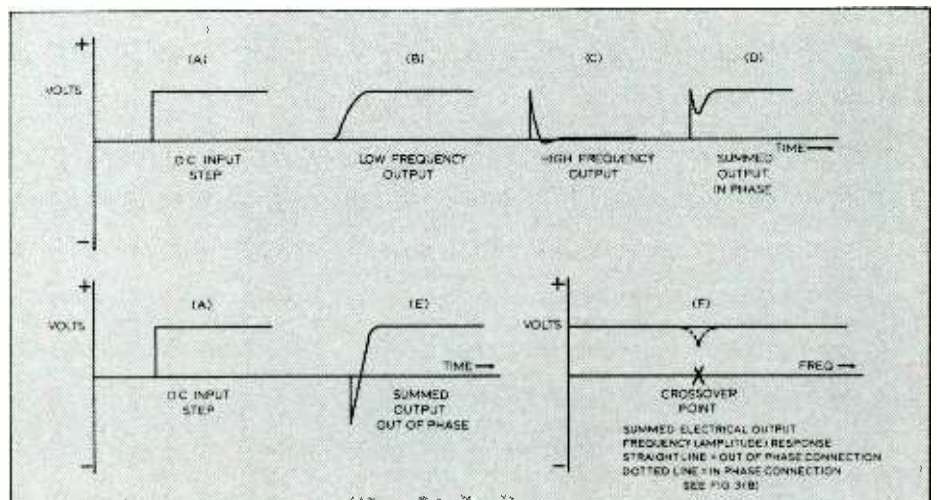 +
(A)
(B)
(C)
(D)
VOLTS
TIME
D.C. INPUT
STEP
LOW FREQUENCY
OUTPUT
HIGH FREQUENCY
OUTPUT
SUMMED
OUTPUT
IN PHASE
−
+
(A)
(E)
VOLTS
TIME
D.C. INPUT
STEP
SUMMED
OUTPUT
OUT OF PHASE
−
+
(F)
VOLTS
FREQ
X
CROSSOVER
POINT
SUMMED ELECTRICAL OUTPUT
FREQUENCY (AMPLITUDE) RESPONSE
STRAIGHT LINE = OUT OF PHASE CONNECTION
DOTTED LINE = IN PHASE CONNECTION
SEE FIG 3(B)
−